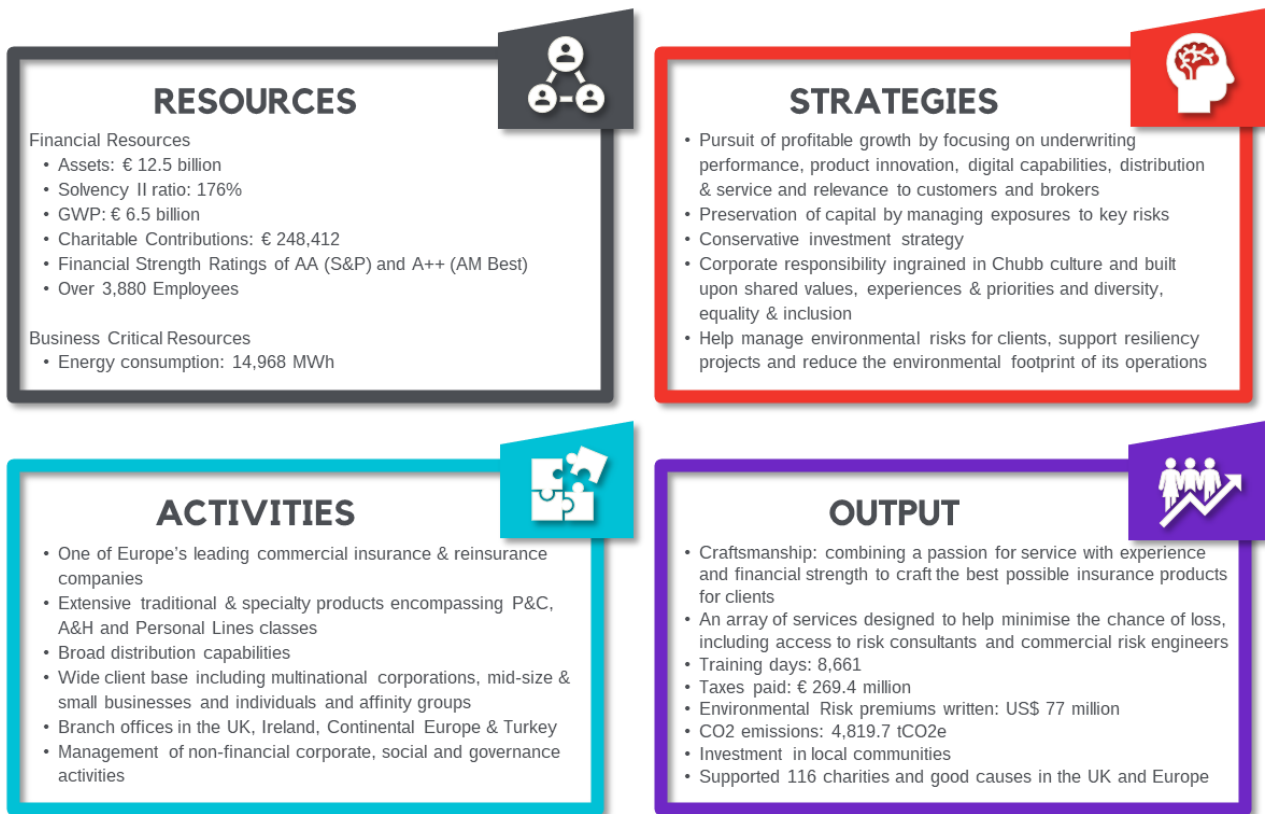 RESOURCES
Financial Resources
• Assets: € 12.5 billion
• Solvency II ratio: 176%
• GWP: € 6.5 billion
• Charitable Contributions: € 248,412
• Financial Strength Ratings of AA (S&P) and A++ (AM Best)
• Over 3,880 Employees
Business Critical Resources
• Energy consumption: 14,968 MWh
STRATEGIES
• Pursuit of profitable growth by focusing on underwriting
performance, product innovation, digital capabilities, distribution
& service and relevance to customers and brokers
• Preservation of capital by managing exposures to key risks
• Conservative investment strategy
• Corporate responsibility ingrained in Chubb culture and built
upon shared values, experiences & priorities and diversity,
equality & inclusion
• Help manage environmental risks for clients, support resiliency
projects and reduce the environmental footprint of its operations
ACTIVITIES
• One of Europe's leading commercial insurance & reinsurance
companies
• Extensive traditional & specialty products encompassing P&C,
A&H and Personal Lines classes
• Broad distribution capabilities
• Wide client base including multinational corporations, mid-size &
small businesses and individuals and affinity groups
• Branch offices in the UK, Ireland, Continental Europe & Turkey
• Management of non-financial corporate, social and governance
activities
OUTPUT
• Craftsmanship: combining a passion for service with experience
and financial strength to craft the best possible insurance products
for clients
• An array of services designed to help minimise the chance of loss,
including access to risk consultants and commercial risk engineers
• Training days: 8,661
• Taxes paid: € 269.4 million
• Environmental Risk premiums written: US$ 77 million
• CO2 emissions: 4,819.7 tCO2e
• Investment in local communities
• Supported 116 charities and good causes in the UK and Europe